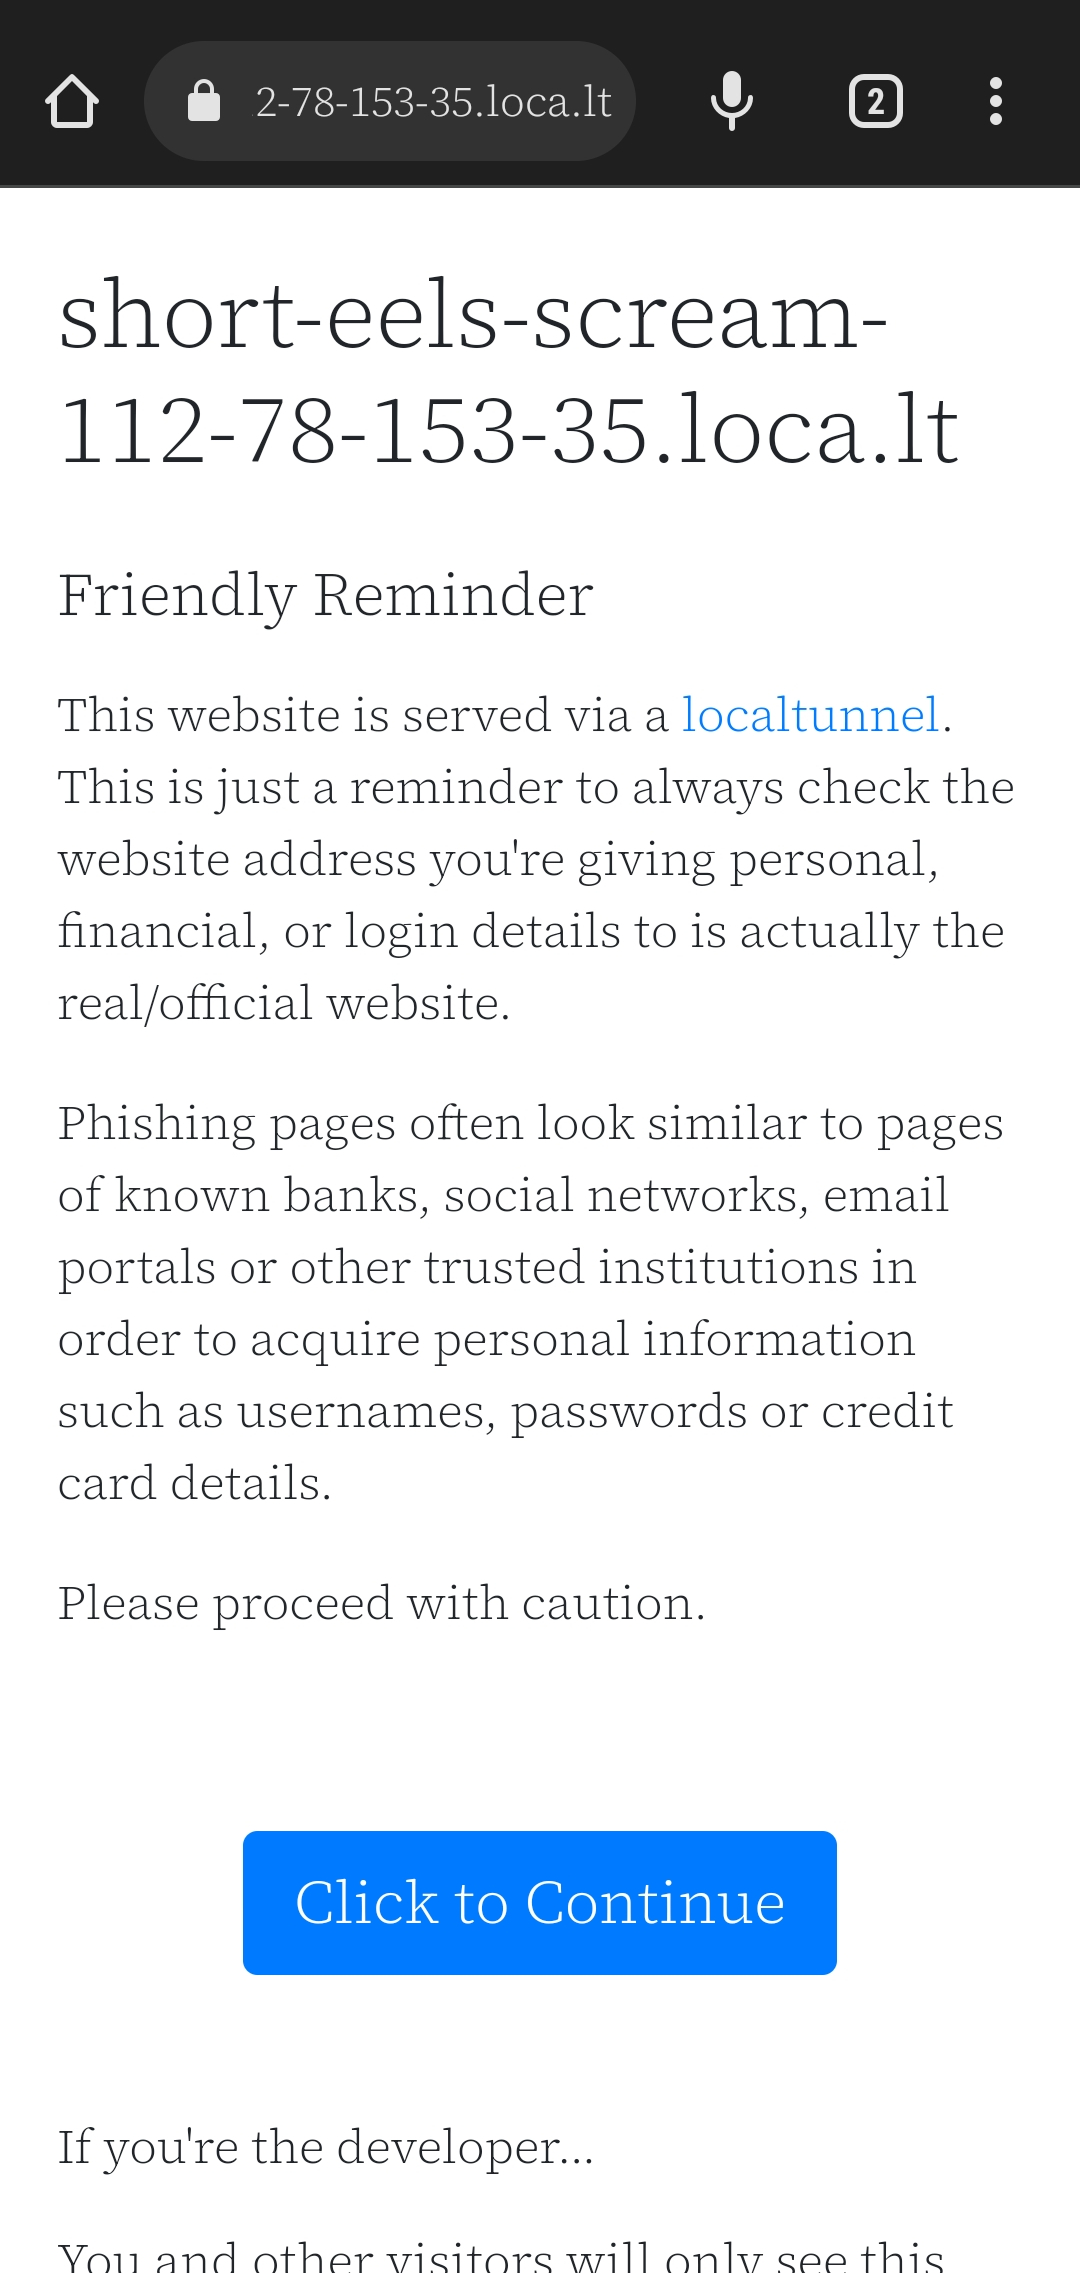 2-78-153-35.loca.lt
2
short-eels-scream-
112-78-153-35.loca.lt
Friendly Reminder
This website is served via a localtunnel.
This is just a reminder to always check the
website address you're giving personal,
financial, or login details to is actually the
real/official website.
Phishing pages often look similar to pages
of known banks, social networks, email
portals or other trusted institutions in
order to acquire personal information
such as usernames, passwords or credit
card details.
Please proceed with caution.
Click to Continue
If you're the developer...
You and other visitors will only see this